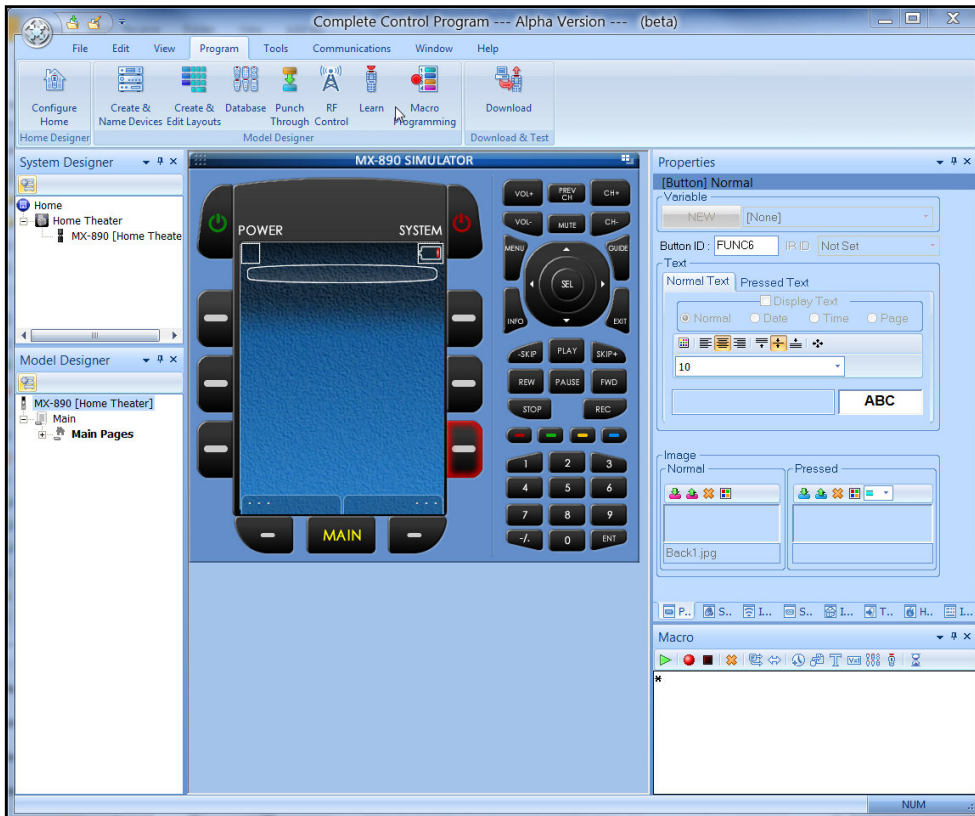 Complete Control Program --- Alpha Version --- (beta)
File Edit View Program Tools Communications Window Help
Configure Home
Create & Name Devices
Create & Edit Layouts
Database
Punch Through
RF Control
Learn
Macro Programming
Download
Home Designer
Model Designer
Download & Test
System Designer
Home
Home Theater
MX-890 [Home Theate
Model Designer
MX-890 [Home Theater]
Main
Main Pages
MX-890 SIMULATOR
POWER SYSTEM
MAIN
VOL+ PREV CH CH+
VOL- MUTE CH-
MENU GUIDE
SEL
INFO EXIT
-SKIP PLAY SKIP+
REW PAUSE FWD
STOP REC
1 2 3
4 5 6
7 8 9
-/. 0 ENT
Properties
[Button] Normal
Variable
NEW [None]
Button ID : FUNC6 IR ID Not Set
Text
Normal Text Pressed Text
Display Text
Normal Date Time Page
10
ABC
Image
Normal Pressed
Back1.jpg
P.. S.. I... S.. I... T.. H.. I...
Macro
*
NUM